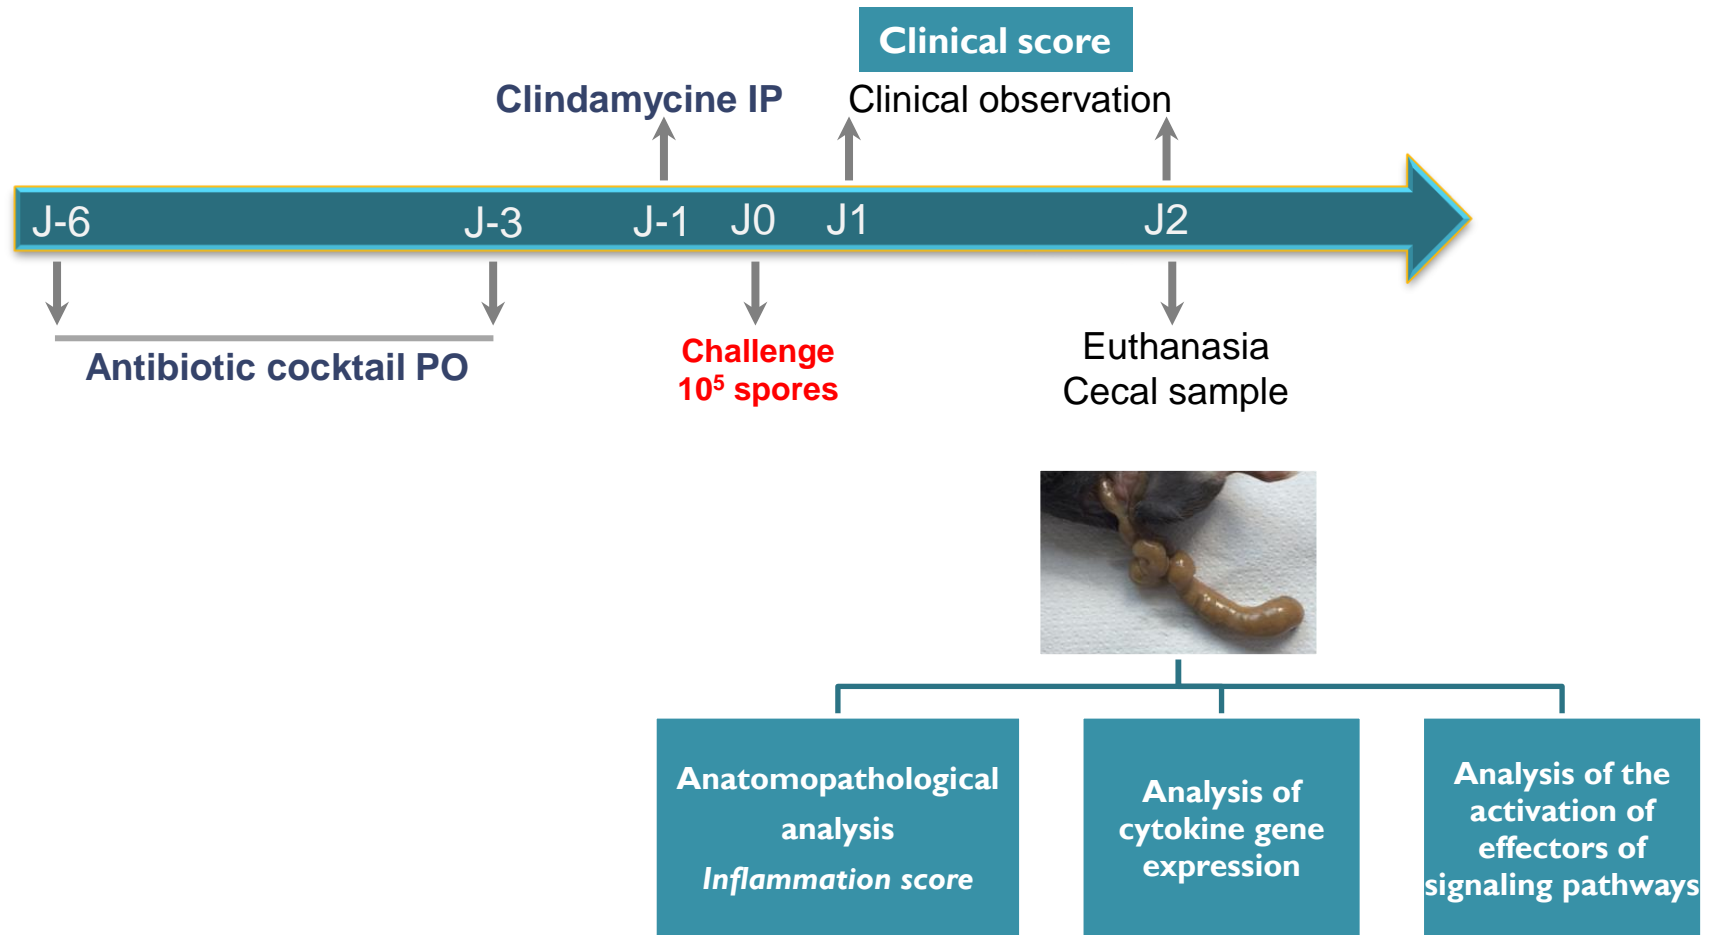 Clinical score
Clindamycine IP
Clinical observation
J-6
J-3
J-1
J0
J1
J2
Antibiotic cocktail PO
Challenge
10⁵ spores
Euthanasia
Cecal sample
Anatomopathological
analysis
Inflammation score
Analysis of
cytokine gene
expression
Analysis of the
activation of
effectors of
signaling pathways